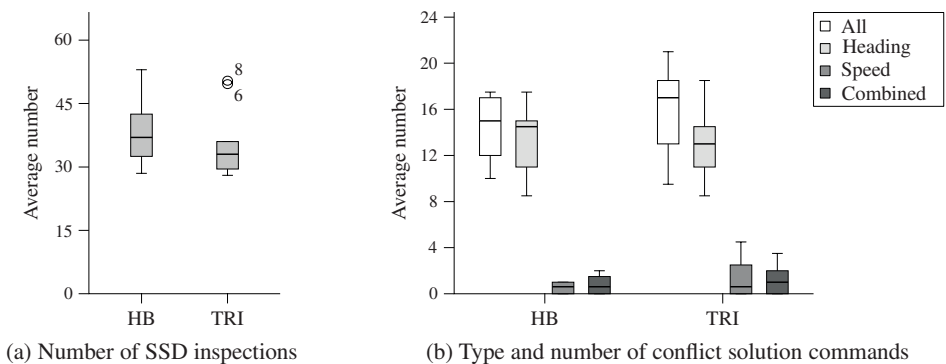 60
45
30
15
0
Average number
8
6
HB
TRI
(a) Number of SSD inspections
24
20
16
12
8
4
0
Average number
HB
TRI
All
Heading
Speed
Combined
(b) Type and number of conflict solution commands